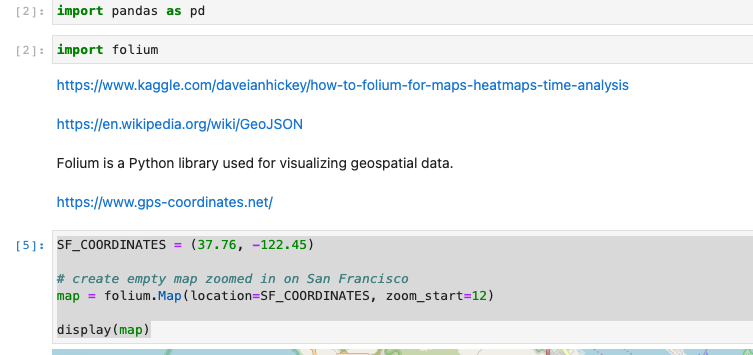 [2]: import pandas as pd
[2]: import folium
https://www.kaggle.com/daveianhickey/how-to-folium-for-maps-heatmaps-time-analysis
https://en.wikipedia.org/wiki/GeoJSON
Folium is a Python library used for visualizing geospatial data.
https://www.gps-coordinates.net/
[5]: SF_COORDINATES = (37.76, -122.45)
# create empty map zoomed in on San Francisco
map = folium.Map(location=SF_COORDINATES, zoom_start=12)
display(map)